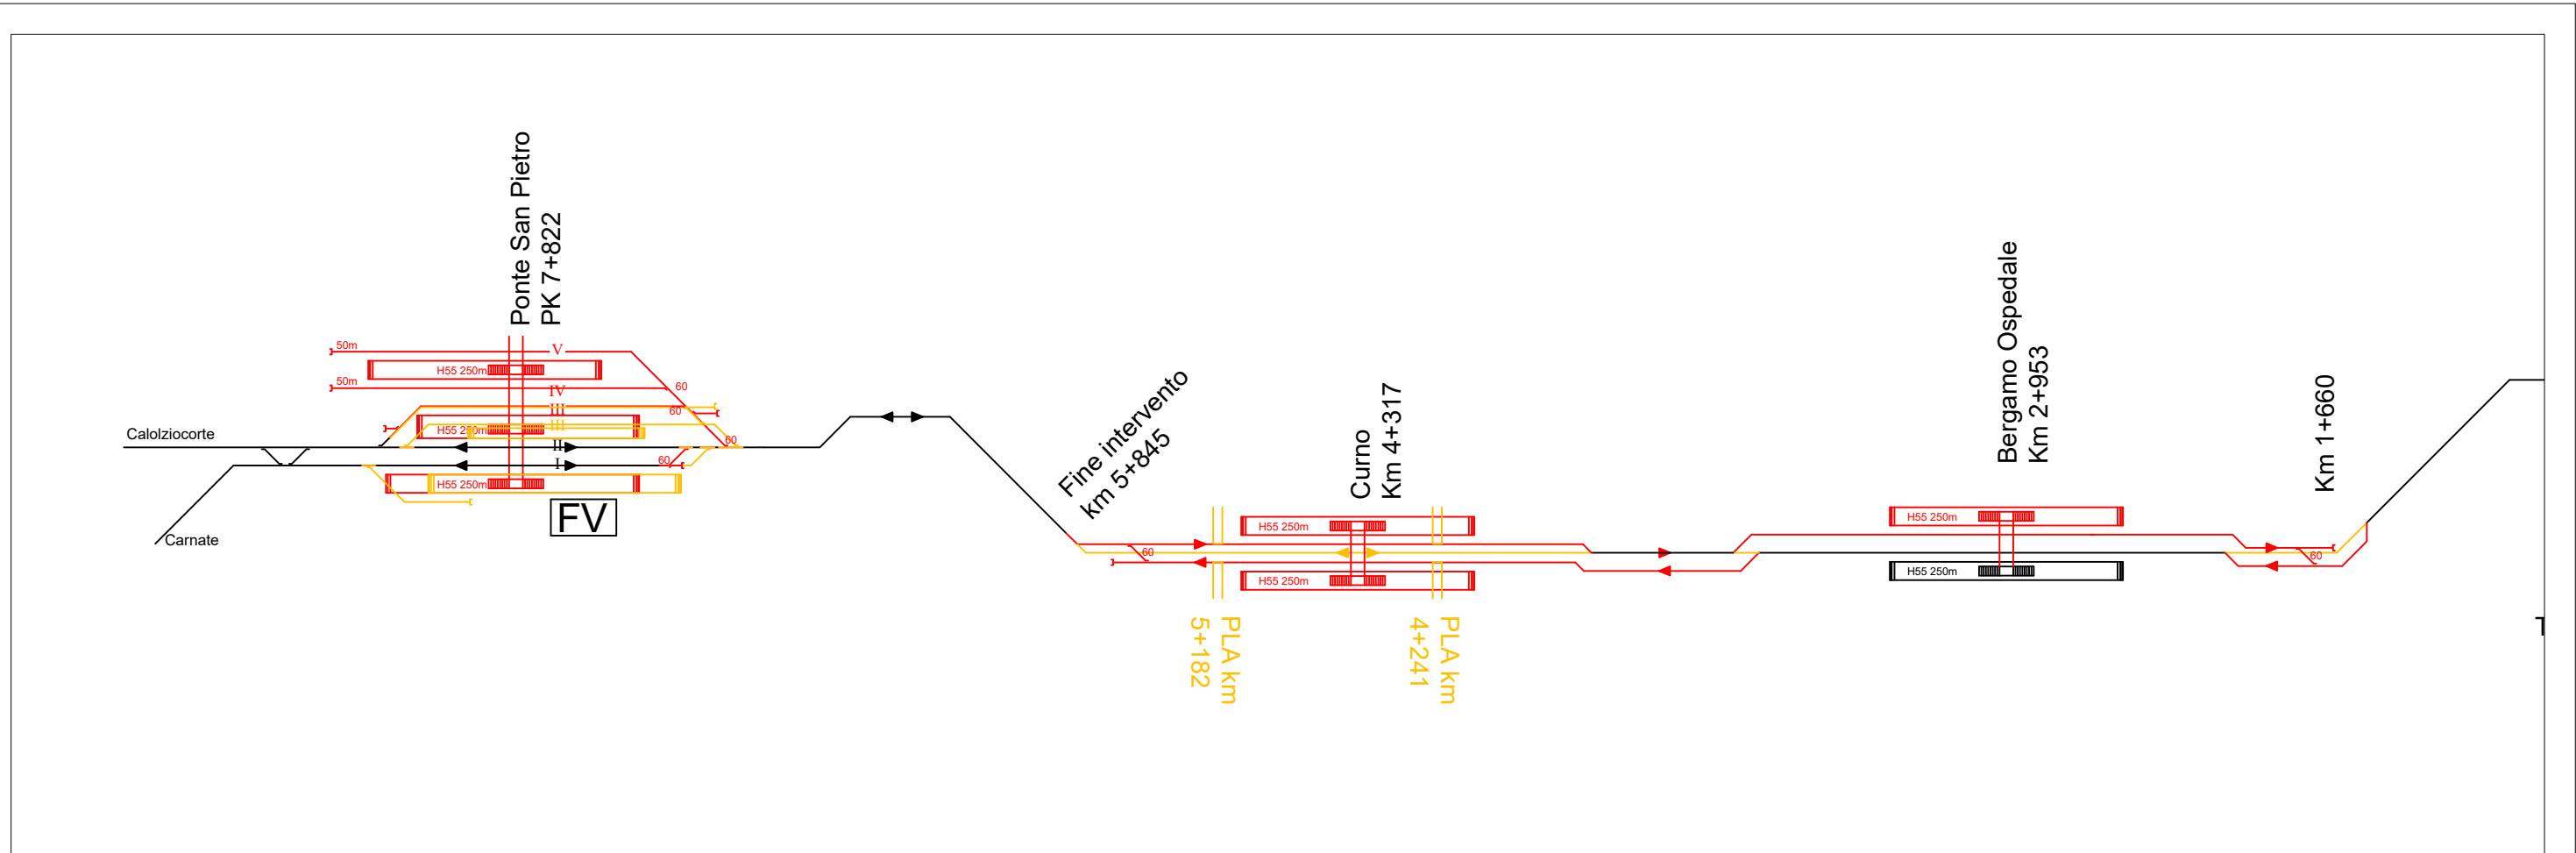 Ponte San Pietro
PK 7+822
50m
V
H55 250m
50m
IV
60
III
60
H55 250m
III
Calolziocorte
II
60
I
60
H55 250m
FV
Carnate
Fine intervento
km 5+845
Curno
Km 4+317
H55 250m
60
H55 250m
PLA km
5+182
PLA km
4+241
Bergamo Ospedale
Km 2+953
H55 250m
H55 250m
Km 1+660
60